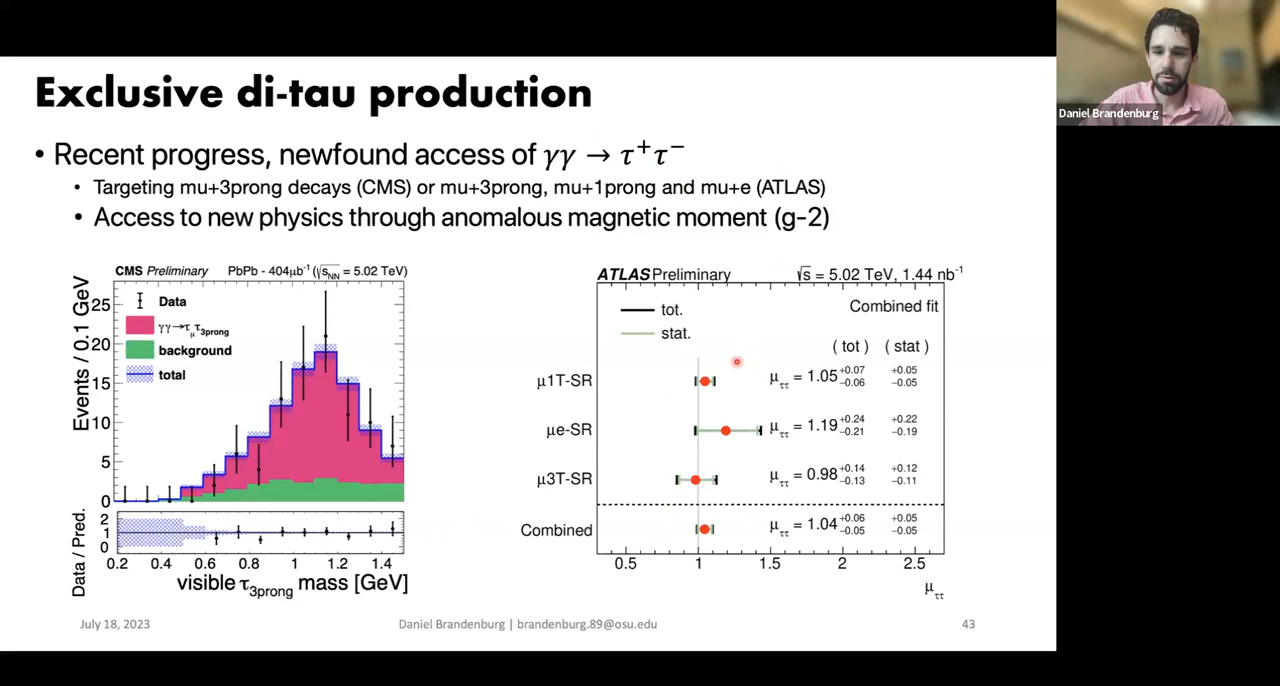 Exclusive di-tau production
Daniel Brandenburg
• Recent progress, newfound access of γγ → τ⁺τ⁻
• Targeting mu+3prong decays (CMS) or mu+3prong, mu+1prong and mu+e (ATLAS)
• Access to new physics through anomalous magnetic moment (g-2)
CMS Preliminary PbPb - 404μb⁻¹ (√sNN = 5.02 TeV)
Events / 0.1 GeV
25
20
15
10
5
0
Data
γγ→τμτ3prong
background
total
Data / Pred.
2
1
0
0.2 0.4 0.6 0.8 1 1.2 1.4
visible τ3prong mass [GeV]
ATLAS Preliminary √s = 5.02 TeV, 1.44 nb⁻¹
tot. Combined fit
stat.
( tot ) ( stat )
μ1T-SR μττ = 1.05 +0.07 −0.06 +0.05 −0.05
μe-SR μττ = 1.19 +0.24 −0.21 +0.22 −0.19
μ3T-SR μττ = 0.98 +0.14 −0.13 +0.12 −0.11
Combined μττ = 1.04 +0.06 −0.05 +0.05 −0.05
0.5 1 1.5 2 2.5
μττ
July 18, 2023 Daniel Brandenburg | brandenburg.89@osu.edu 43